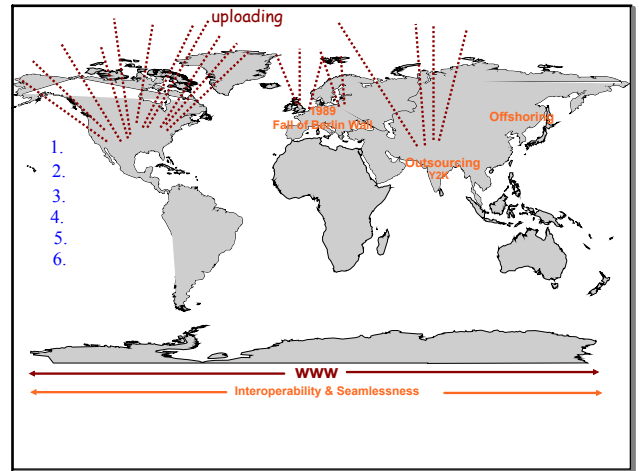 uploading
1989
Fall of Berlin Wall
Offshoring
1.
2.
3.
4.
5.
6.
Outsourcing
Y2K
WWW
Interoperability & Seamlessness